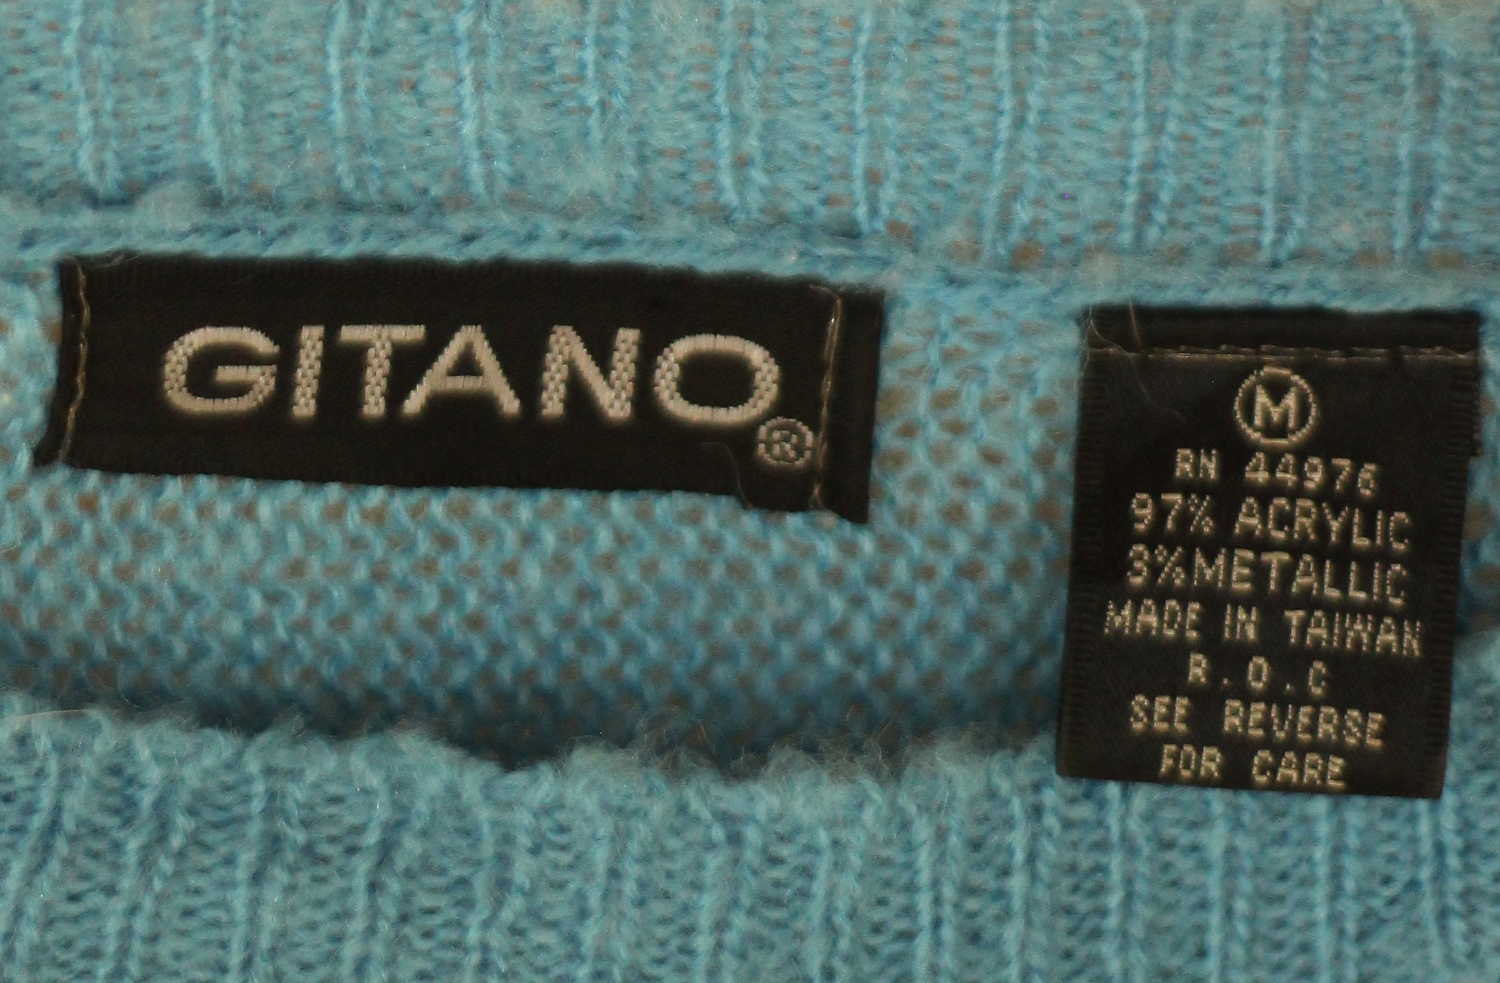 GITANO
®
M
RN 44976
97% ACRYLIC
3% METALLIC
MADE IN TAIWAN
R.O.C
SEE REVERSE
FOR CARE